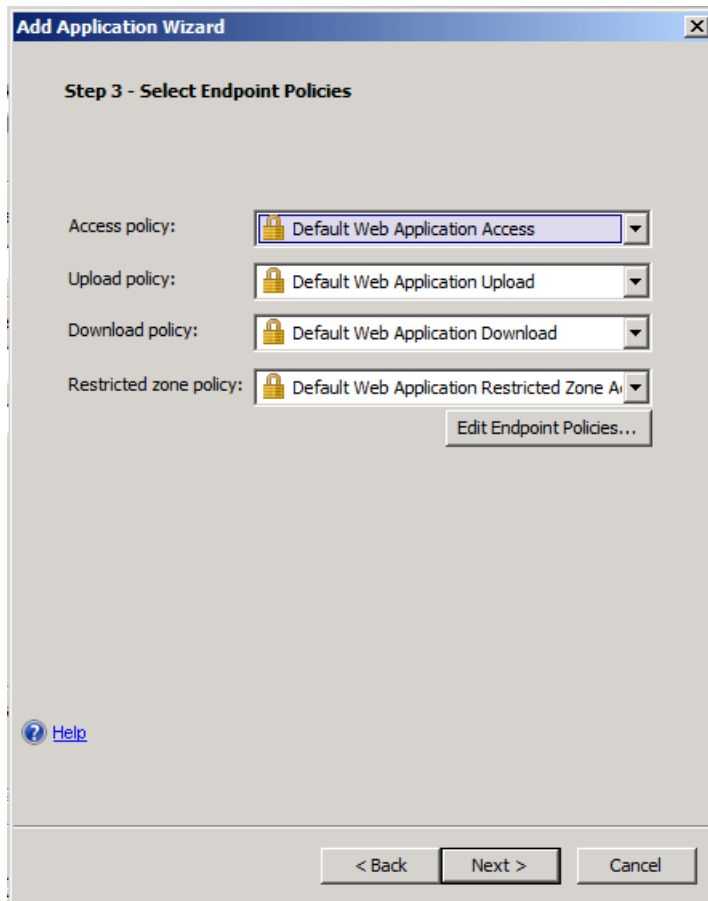 Add Application Wizard
Step 3 - Select Endpoint Policies
Access policy: Default Web Application Access
Upload policy: Default Web Application Upload
Download policy: Default Web Application Download
Restricted zone policy: Default Web Application Restricted Zone A
Edit Endpoint Policies...
Help
< Back Next > Cancel